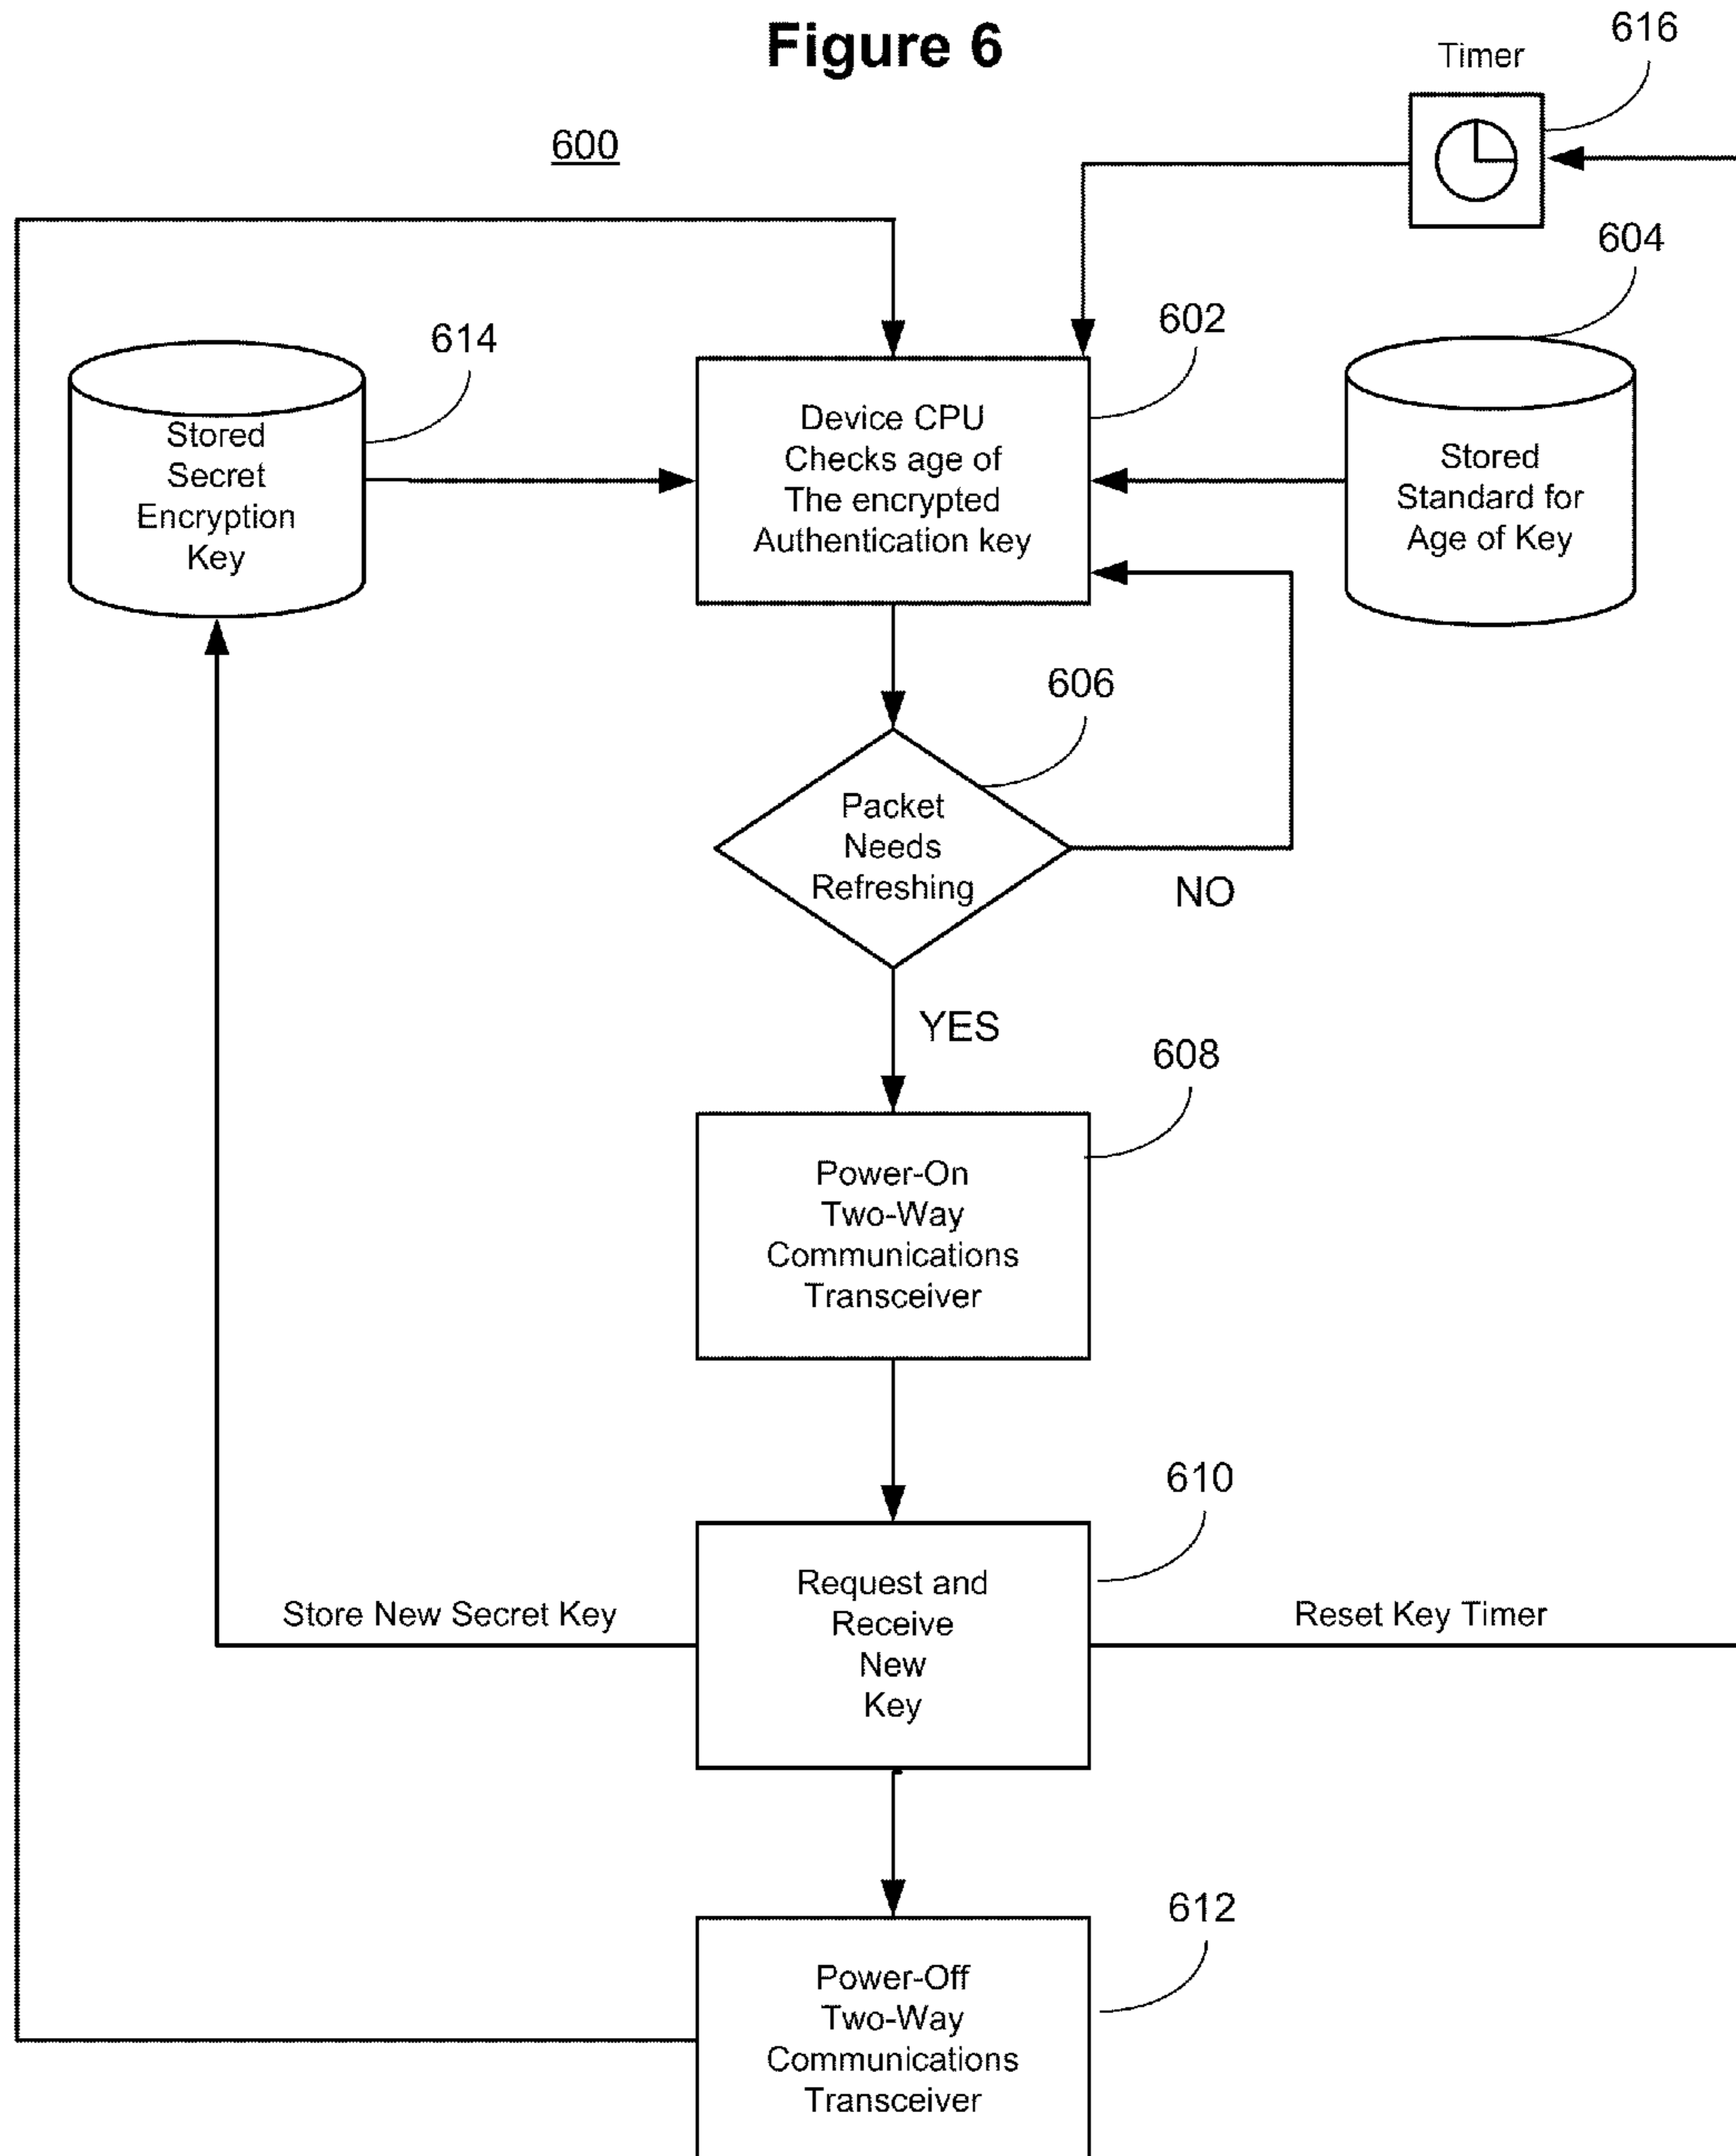 Figure 6
616
Timer
600
604
602
614
Device CPU
Checks age of
The encrypted
Authentication key
Stored
Secret
Encryption
Key
Stored
Standard for
Age of Key
606
Packet
Needs
Refreshing
NO
YES
608
Power-On
Two-Way
Communications
Transceiver
610
Request and
Receive
New
Key
Store New Secret Key
Reset Key Timer
612
Power-Off
Two-Way
Communications
Transceiver